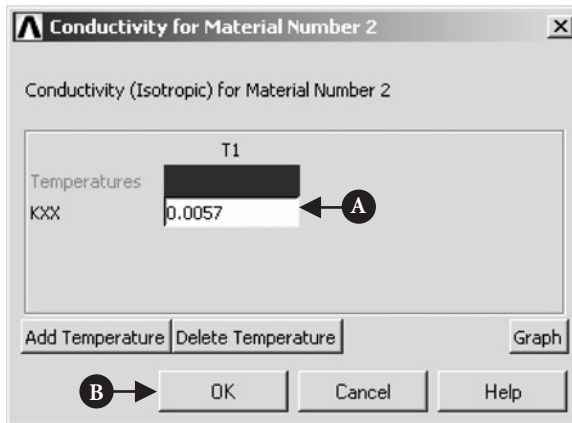 Conductivity for Material Number 2
Conductivity (Isotropic) for Material Number 2
T1
Temperatures
KXX 0.0057 A
Add Temperature Delete Temperature Graph
B OK Cancel Help